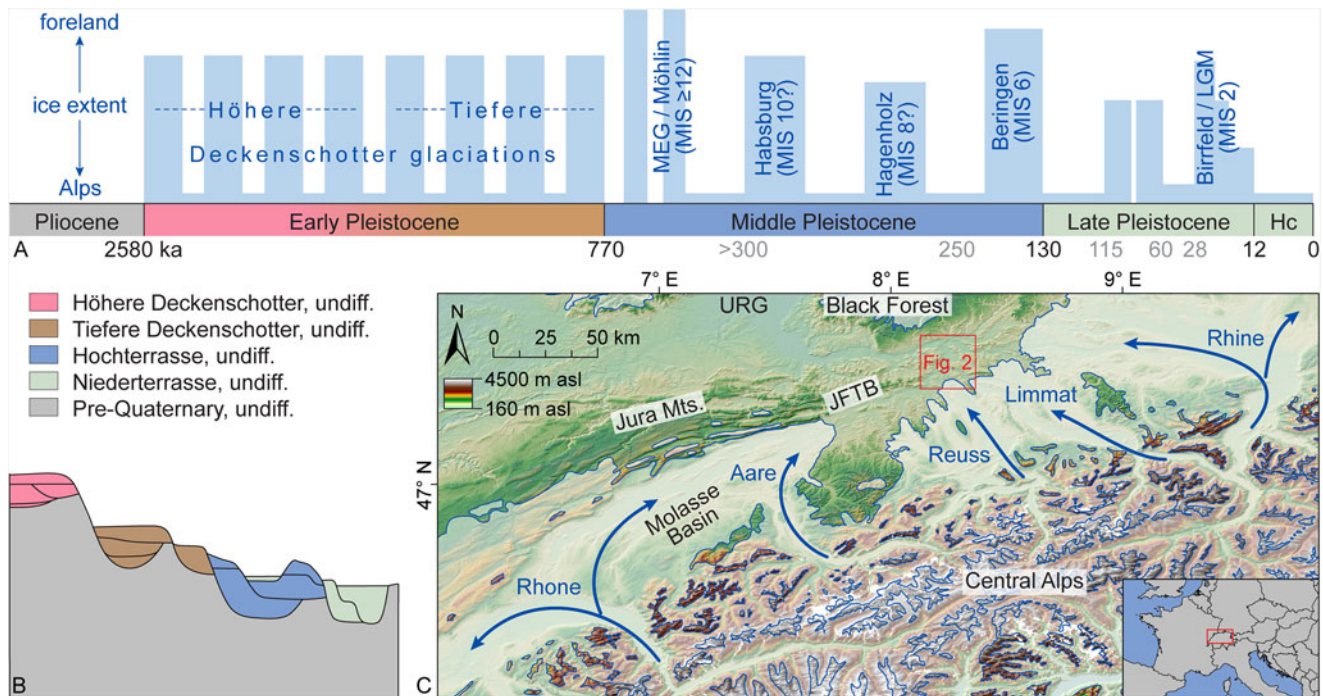 foreland
ice extent
Alps
Höhere
Tiefere
Deckenschotter glaciations
MEG / Möhlin
(MIS ≥12)
Habsburg
(MIS 10?)
Hagenholz
(MIS 8?)
Beringen
(MIS 6)
Birrfeld / LGM
(MIS 2)
Pliocene
Early Pleistocene
Middle Pleistocene
Late Pleistocene
Hc
A
2580 ka
770
>300
250
130
115
60
28
12
0
Höhere Deckenschotter, undiff.
Tiefere Deckenschotter, undiff.
Hochterrasse, undiff.
Niederterrasse, undiff.
Pre-Quaternary, undiff.
B
7° E
8° E
9° E
N
0 25 50 km
4500 m asl
160 m asl
URG
Black Forest
Fig. 2
Rhine
Limmat
Jura Mts.
JFTB
Reuss
Aare
47° N
Molasse
Basin
Rhone
Central Alps
C